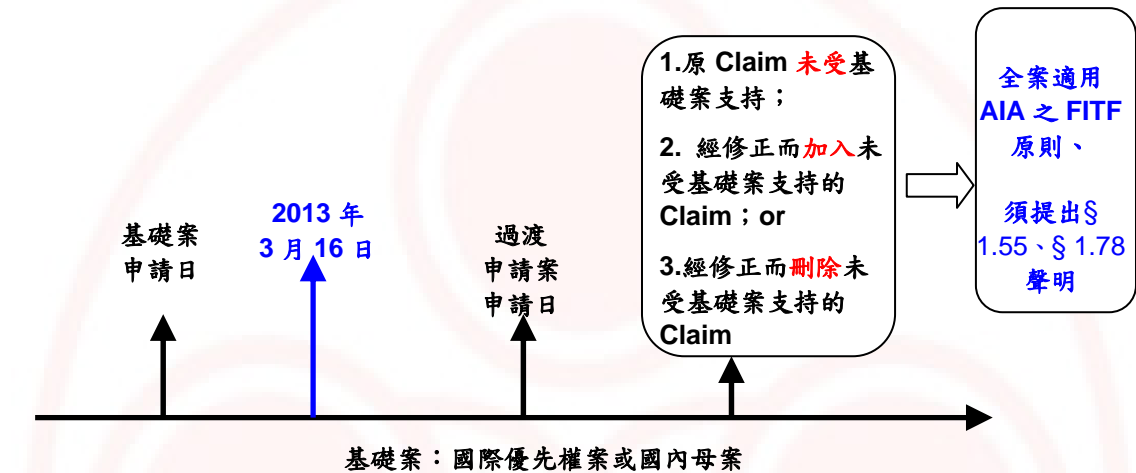 基礎案
申請日
2013 年
3 月 16 日
過渡
申請案
申請日
1.原 Claim 未受基
礎案支持；
2. 經修正而加入未
受基礎案支持的
Claim；or
3.經修正而刪除未
受基礎案支持的
Claim
全案適用
AIA 之 FITF
原則、
須提出§
1.55、§ 1.78
聲明
基礎案：國際優先權案或國內母案